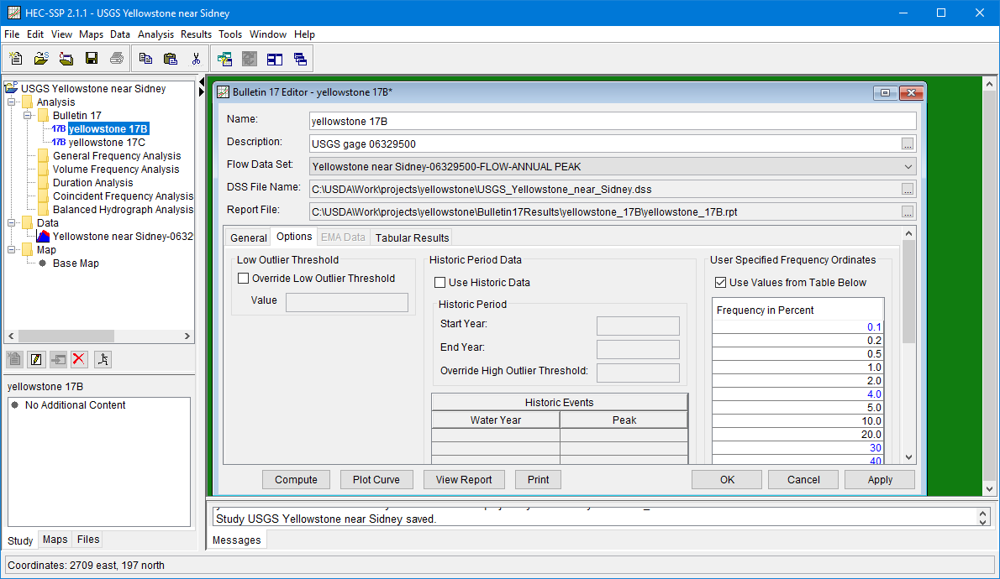 HEC-SSP 2.1.1 - USGS Yellowstone near Sidney
File Edit View Maps Data Analysis Results Tools Window Help
USGS Yellowstone near Sidney
Analysis
Bulletin 17
17B yellowstone 17B
17B yellowstone 17C
General Frequency Analysis
Volume Frequency Analysis
Duration Analysis
Coincident Frequency Analysis
Balanced Hydrograph Analysis
Data
Yellowstone near Sidney-0632
Map
Base Map
yellowstone 17B
No Additional Content
Study Maps Files
Bulletin 17 Editor - yellowstone 17B*
Name: yellowstone 17B
Description: USGS gage 06329500
...
Flow Data Set: Yellowstone near Sidney-06329500-FLOW-ANNUAL PEAK
DSS File Name: C:\USDA\Work\projects\yellowstone\USGS_Yellowstone_near_Sidney.dss
...
Report File: C:\USDA\Work\projects\yellowstone\Bulletin17Results\yellowstone_17B\yellowstone_17B.rpt
...
General Options EMA Data Tabular Results
Low Outlier Threshold
Override Low Outlier Threshold
Value
Historic Period Data
Use Historic Data
Historic Period
Start Year:
End Year:
Override High Outlier Threshold:
Historic Events
Water Year Peak
User Specified Frequency Ordinates
Use Values from Table Below
Frequency in Percent
0.1
0.2
0.5
1.0
2.0
4.0
5.0
10.0
20.0
30
40
Compute Plot Curve View Report Print OK Cancel Apply
Study USGS Yellowstone near Sidney saved.
Messages
Coordinates: 2709 east, 197 north